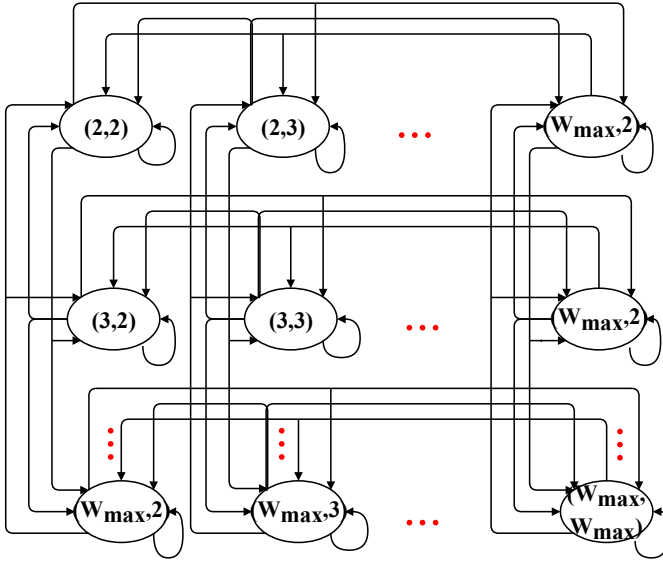 (2,2)
(2,3)
...
(Wmax,2)
(3,2)
(3,3)
...
(Wmax,2)
(Wmax,2)
(Wmax,3)
...
(Wmax,
Wmax)